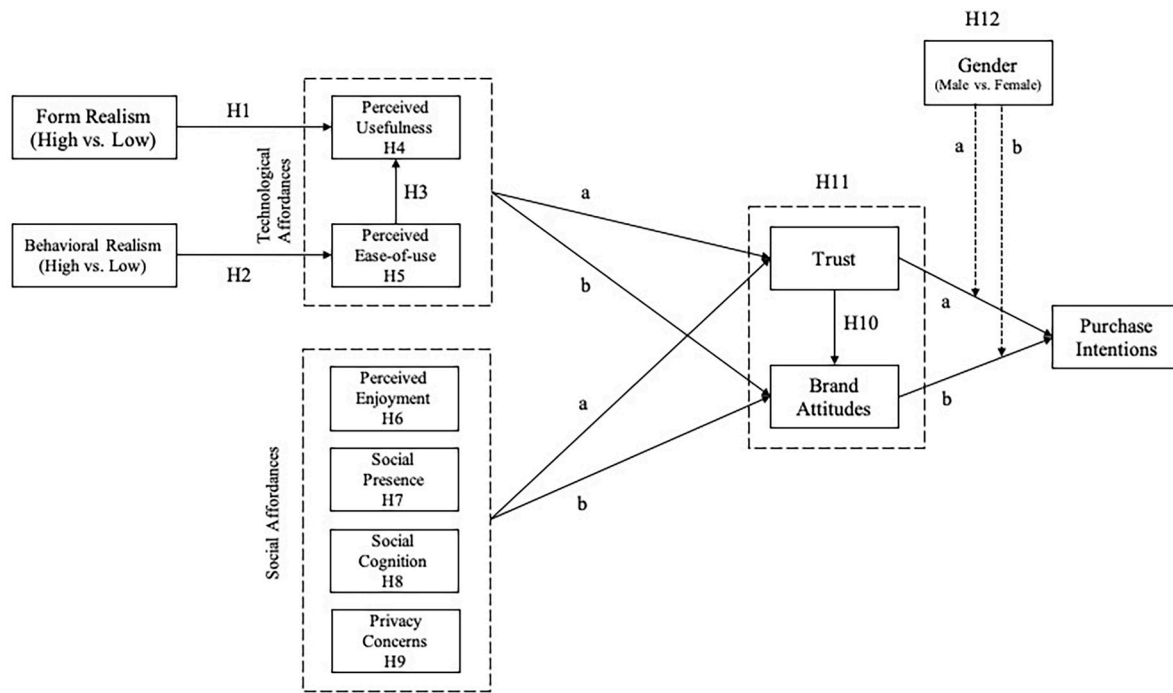 H12
Gender
(Male vs. Female)
a
b
Form Realism
(High vs. Low)
H1
Perceived
Usefulness
H4
Technological
Affordances
H3
Behavioral Realism
(High vs. Low)
H2
Perceived
Ease-of-use
H5
a
b
H11
Trust
H10
Brand
Attitudes
a
b
Purchase
Intentions
Social Affordances
Perceived
Enjoyment
H6
Social
Presence
H7
Social
Cognition
H8
Privacy
Concerns
H9
a
b